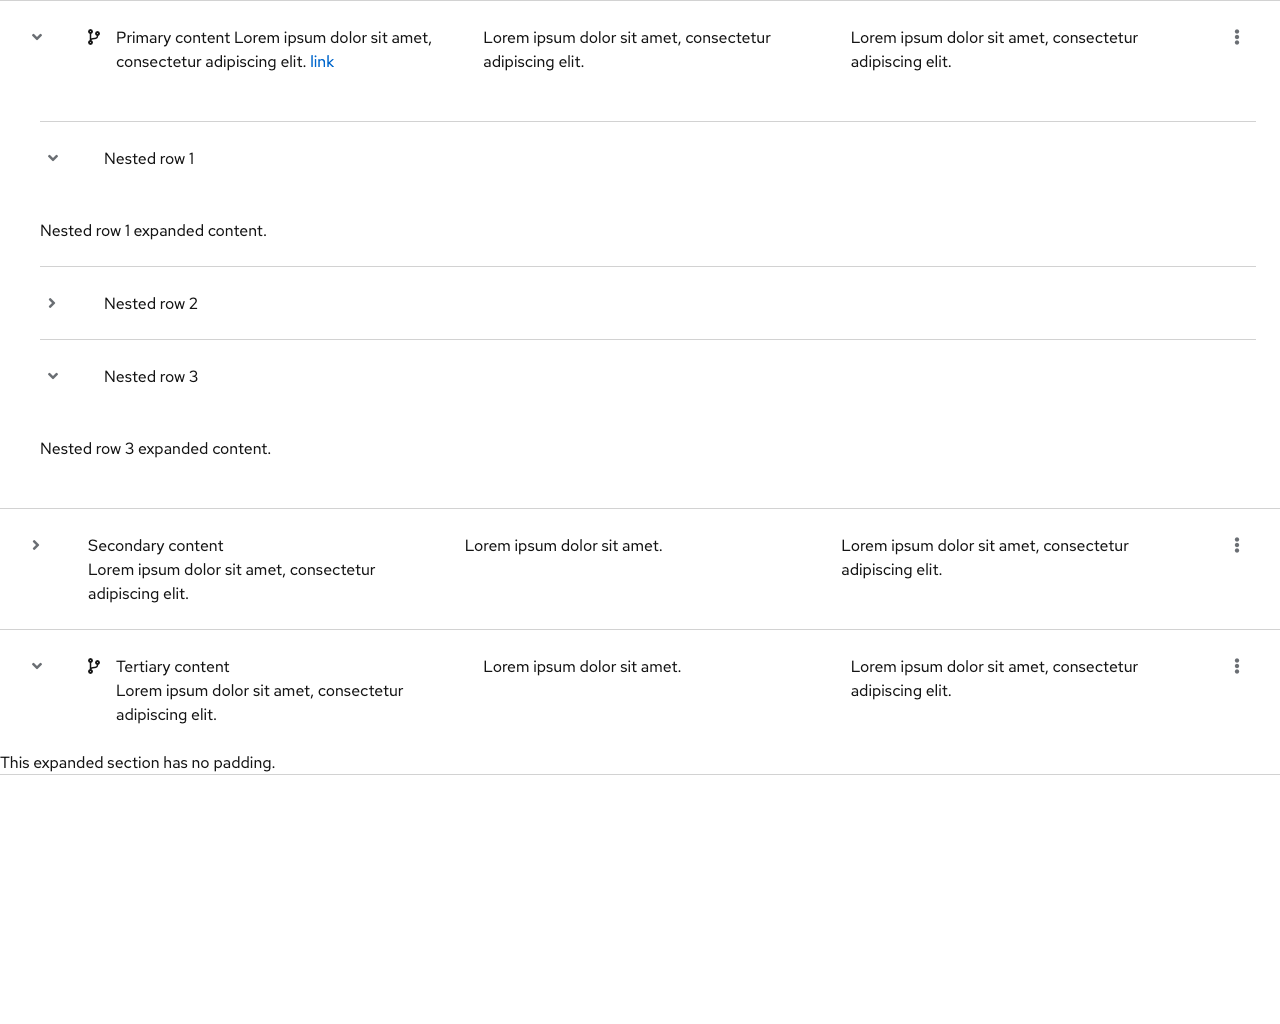 Primary content Lorem ipsum dolor sit amet,
consectetur adipiscing elit. link
Lorem ipsum dolor sit amet, consectetur
adipiscing elit.
Lorem ipsum dolor sit amet, consectetur
adipiscing elit.
Nested row 1
Nested row 1 expanded content.
Nested row 2
Nested row 3
Nested row 3 expanded content.
Secondary content
Lorem ipsum dolor sit amet, consectetur
adipiscing elit.
Lorem ipsum dolor sit amet.
Lorem ipsum dolor sit amet, consectetur
adipiscing elit.
Tertiary content
Lorem ipsum dolor sit amet, consectetur
adipiscing elit.
Lorem ipsum dolor sit amet.
Lorem ipsum dolor sit amet, consectetur
adipiscing elit.
This expanded section has no padding.